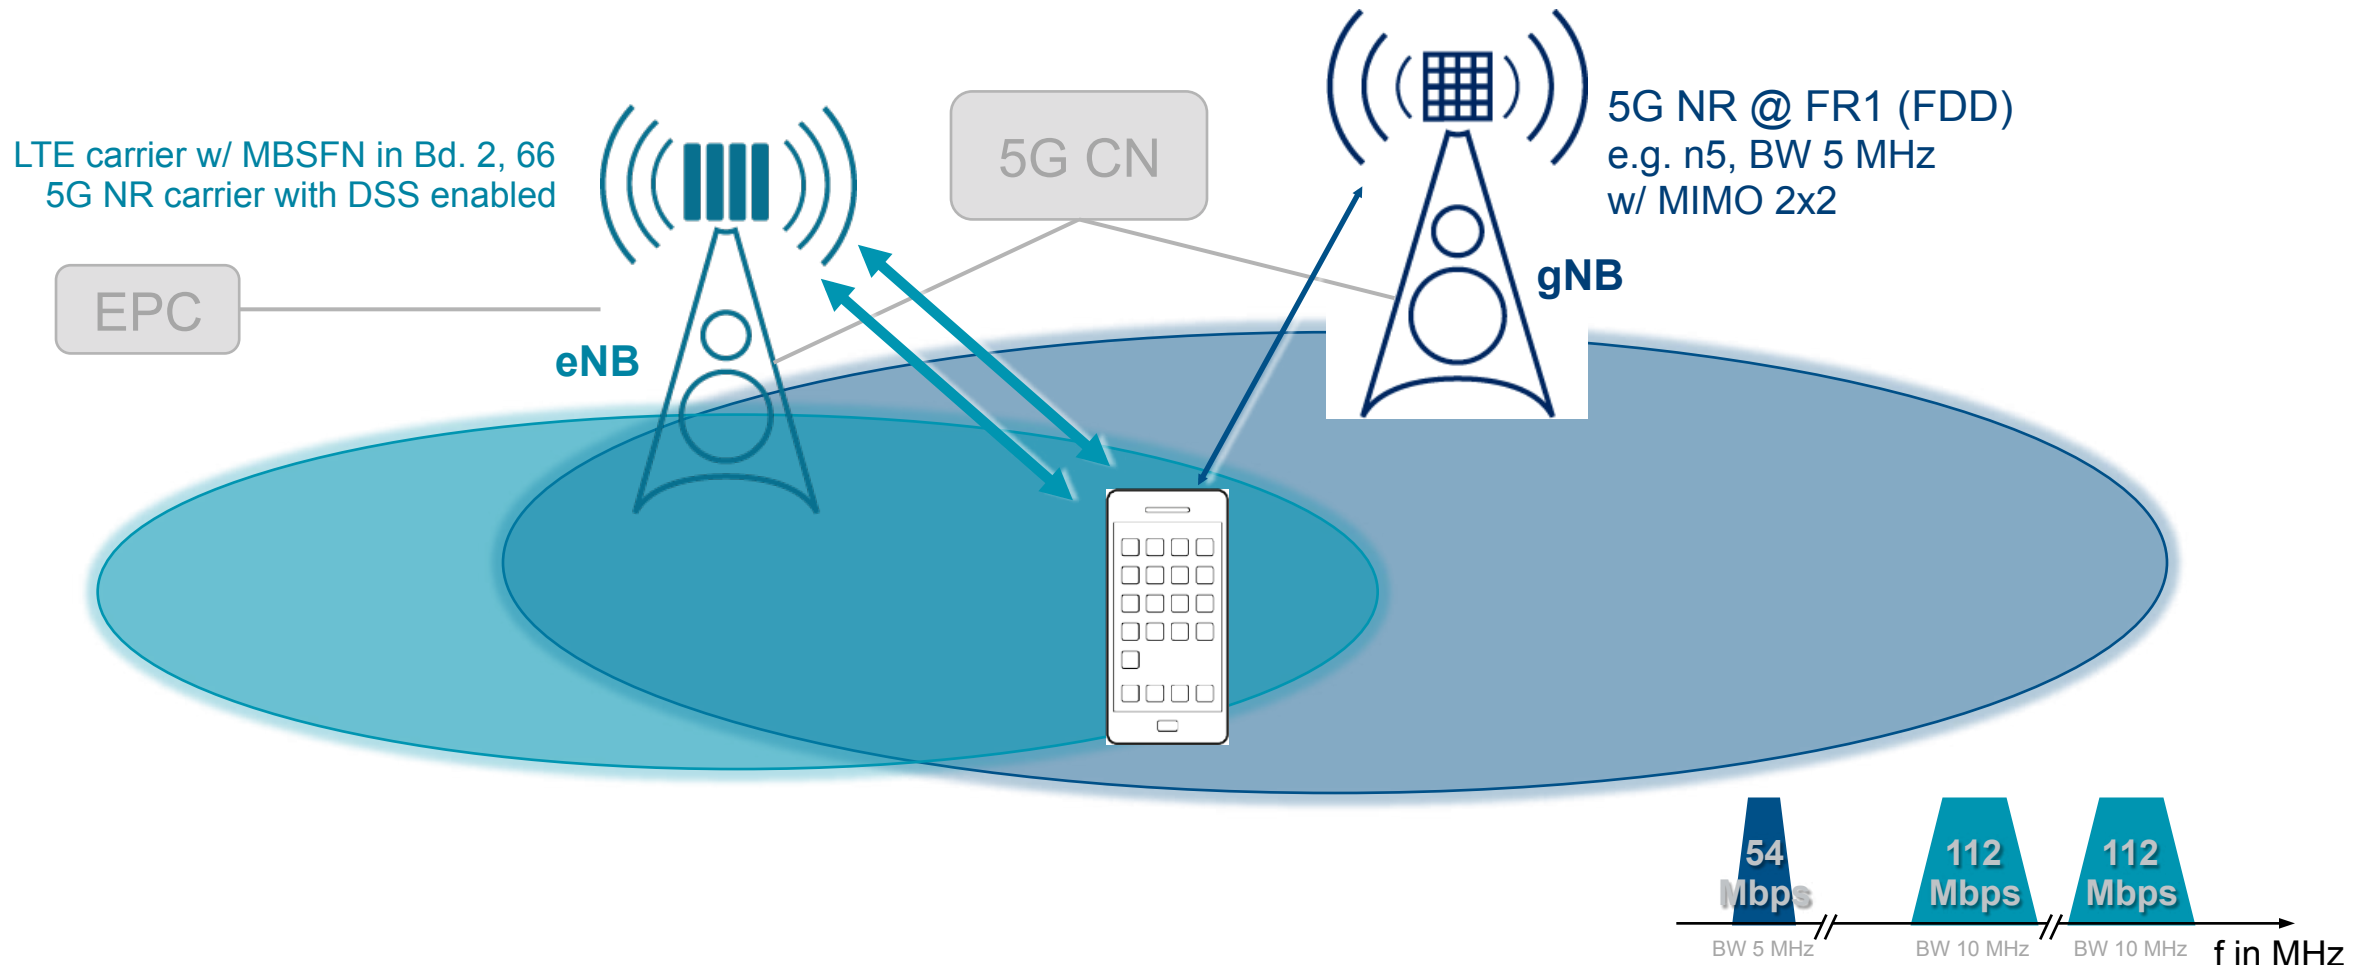 LTE carrier w/ MBSFN in Bd. 2, 66
5G NR carrier with DSS enabled
5G CN
5G NR @ FR1 (FDD)
e.g. n5, BW 5 MHz
w/ MIMO 2x2
EPC
eNB
gNB
54
Mbps
112
Mbps
112
Mbps
BW 5 MHz
BW 10 MHz
BW 10 MHz
f in MHz